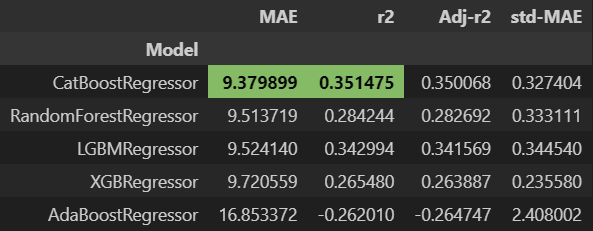 MAE r2 Adj-r2 std-MAE
Model
CatBoostRegressor 9.379899 0.351475 0.350068 0.327404
RandomForestRegressor 9.513719 0.284244 0.282692 0.333111
LGBMRegressor 9.524140 0.342994 0.341569 0.344540
XGBRegressor 9.720559 0.265480 0.263887 0.235580
AdaBoostRegressor 16.853372 -0.262010 -0.264747 2.408002